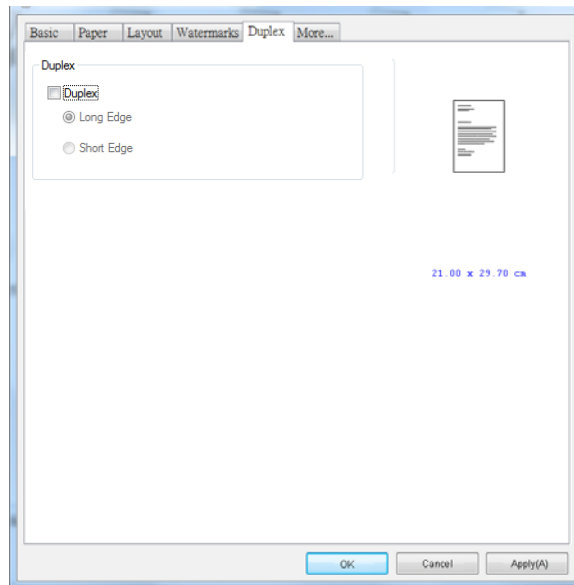 Basic Paper Layout Watermarks Duplex More...
Duplex
Duplex
Long Edge
Short Edge
21.00 x 29.70 cm
OK Cancel Apply(A)